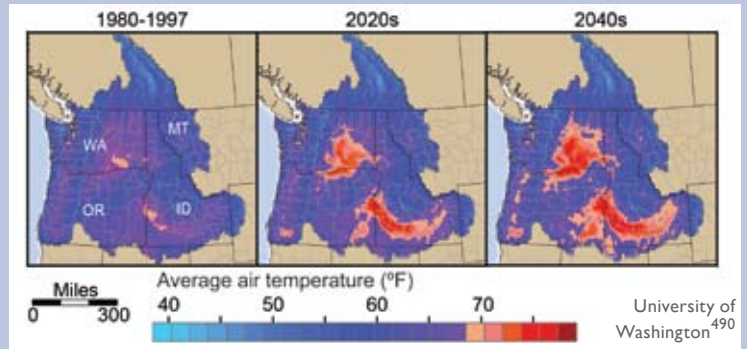 1980-1997 2020s 2040s
WA MT
OR ID
Average air temperature (ºF)
Miles
0 300
40 50 60 70
University of
Washington490